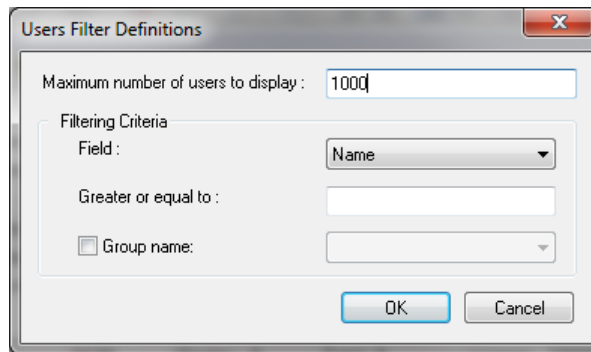 Users Filter Definitions
Maximum number of users to display : 1000
Filtering Criteria
Field : Name
Greater or equal to :
Group name:
OK Cancel